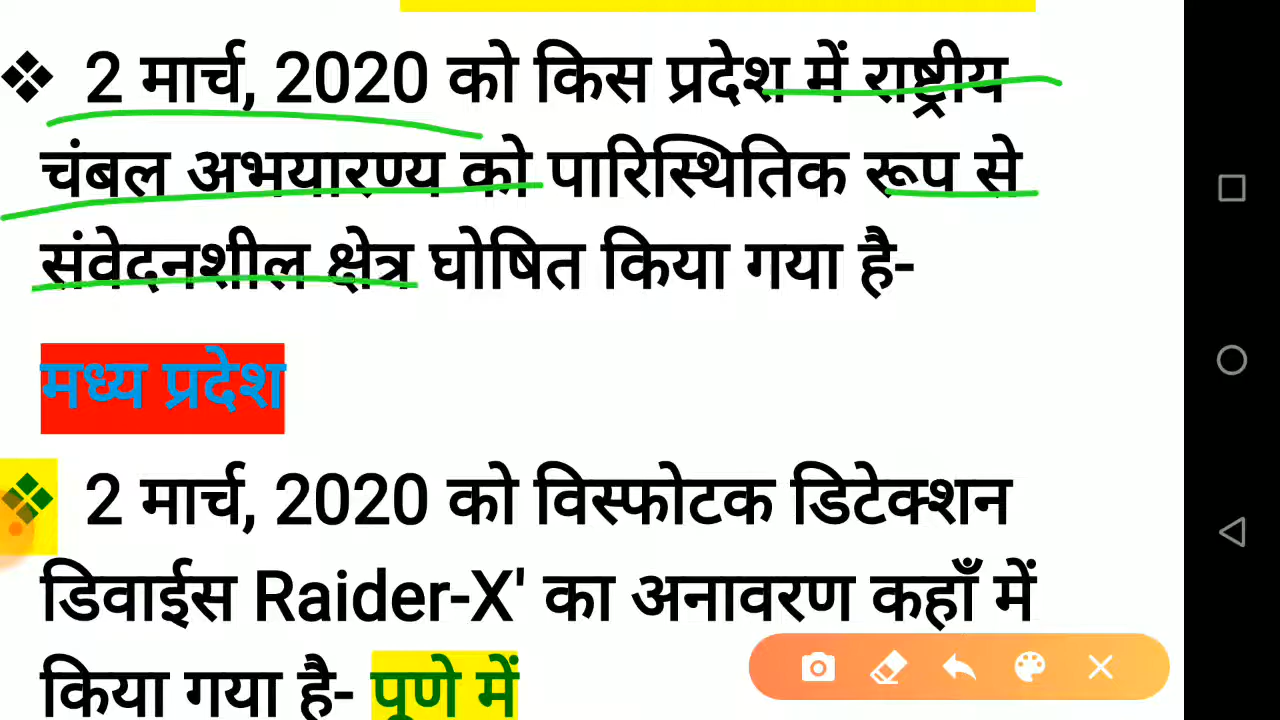 ❖ 2 मार्च, 2020 को किस प्रदेश में राष्ट्रीय
चंबल अभयारण्य को पारिस्थितिक रूप से
संवेदनशील क्षेत्र घोषित किया गया है-
मध्य प्रदेश
❖ 2 मार्च, 2020 को विस्फोटक डिटेक्शन
डिवाईस Raider-X' का अनावरण कहाँ में
किया गया है- पूणे में